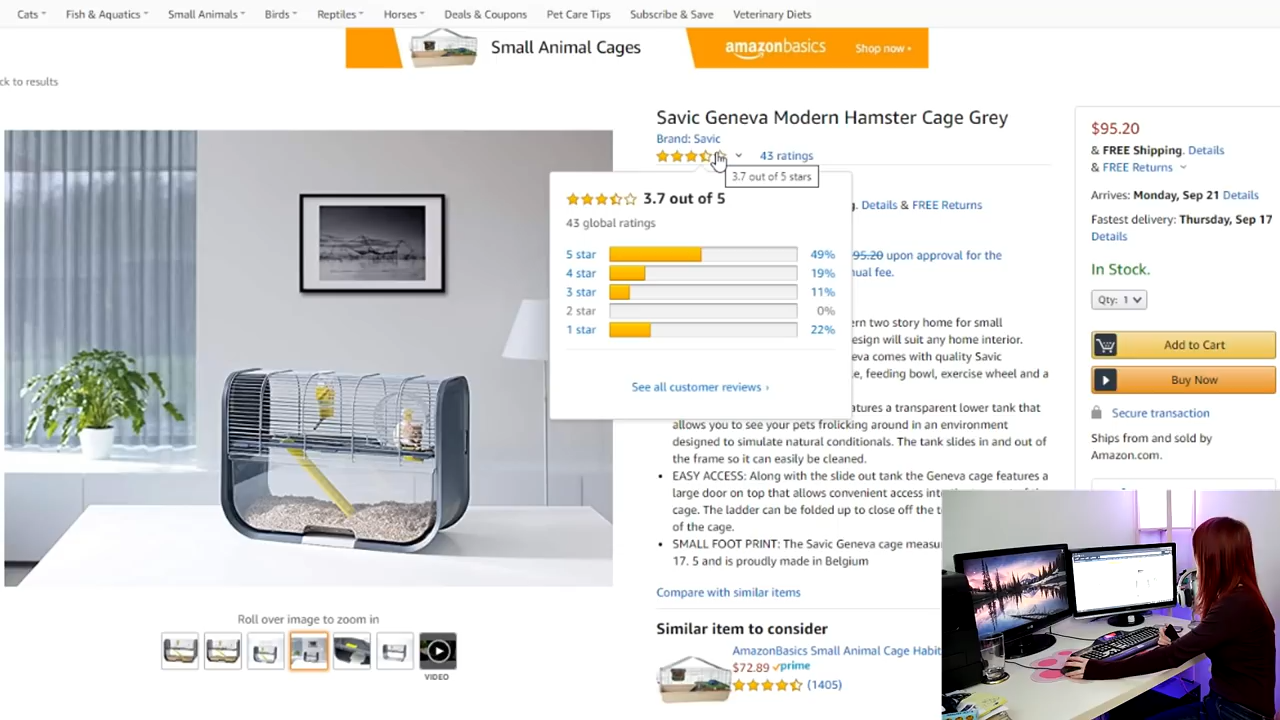 Cats
Fish & Aquatics
Small Animals
Birds
Reptiles
Horses
Deals & Coupons
Pet Care Tips
Subscribe & Save
Veterinary Diets
Small Animal Cages
amazonbasics
Shop now
ck to results
Savic Geneva Modern Hamster Cage Grey
Brand: Savic
43 ratings
3.7 out of 5 stars
3.7 out of 5
43 global ratings
5 star 49%
4 star 19%
3 star 11%
2 star 0%
1 star 22%
See all customer reviews ›
Details & FREE Returns
95.20 upon approval for the
ual fee.
rn two story home for small
esign will suit any home interior.
eva comes with quality Savic
e, feeding bowl, exercise wheel and a
atures a transparent lower tank that
allows you to see your pets frolicking around in an environment
designed to simulate natural conditionals. The tank slides in and out of
the frame so it can easily be cleaned.
EASY ACCESS: Along with the slide out tank the Geneva cage features a
large door on top that allows convenient access
cage. The ladder can be folded up to close off the
of the cage.
SMALL FOOT PRINT: The Savic Geneva cage measu
17. 5 and is proudly made in Belgium
Compare with similar items
Similar item to consider
AmazonBasics Small Animal Cage Habit
$72.89 prime
(1405)
$95.20
& FREE Shipping. Details
& FREE Returns
Arrives: Monday, Sep 21 Details
Fastest delivery: Thursday, Sep 17
Details
In Stock.
Qty: 1
Add to Cart
Buy Now
Secure transaction
Ships from and sold by
Amazon.com.
Roll over image to zoom in
VIDEO